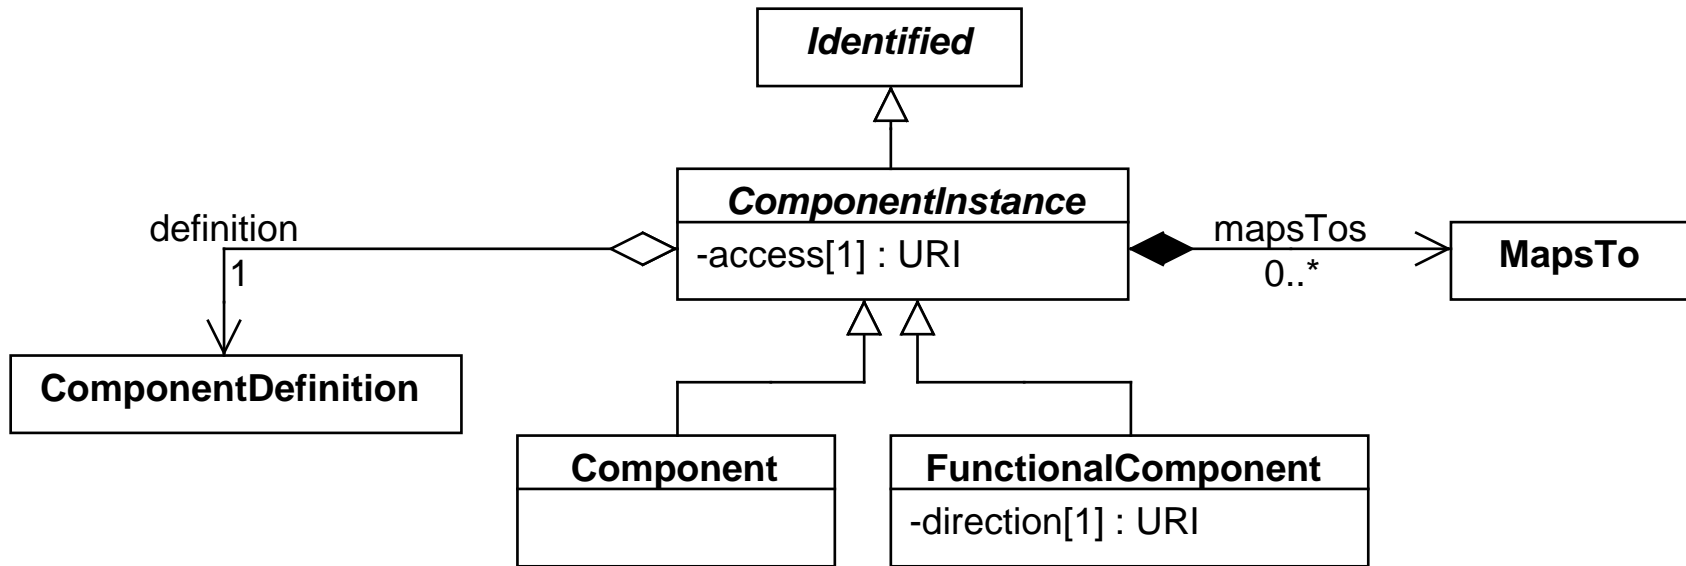 Identified
ComponentInstance
-access[1] : URI
definition
1
mapsTos
0..*
MapsTo
ComponentDefinition
Component
FunctionalComponent
-direction[1] : URI